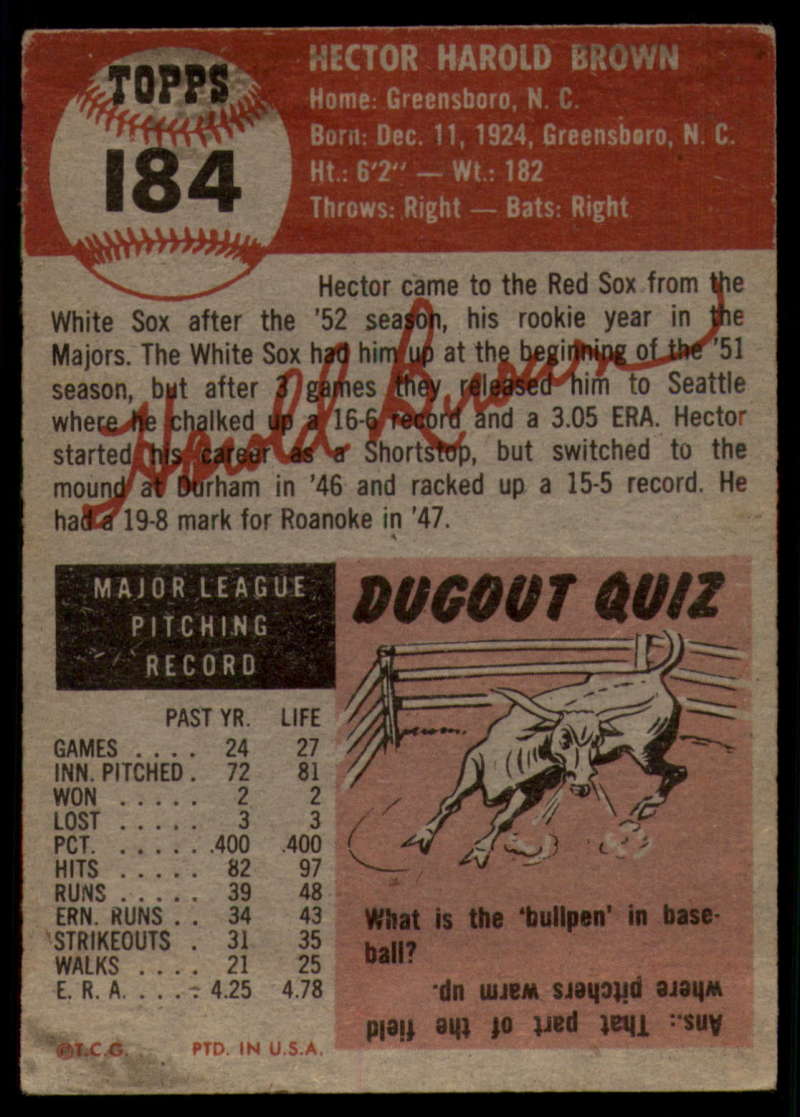 TOPPS
184
HECTOR HAROLD BROWN
Home: Greensboro, N. C.
Born: Dec. 11, 1924, Greensboro, N. C.
Ht.: 6'2" — Wt.: 182
Throws: Right — Bats: Right
Hector came to the Red Sox from the
White Sox after the '52 season, his rookie year in the
Majors. The White Sox had him up at the beginning of the '51
season, but after 3 games they released him to Seattle
where he chalked up a 16-6 record and a 3.05 ERA. Hector
started his career as a Shortstop, but switched to the
mound at Durham in '46 and racked up a 15-5 record. He
had a 19-8 mark for Roanoke in '47.
Harold Brown
MAJOR LEAGUE
PITCHING
RECORD
PAST YR. LIFE
GAMES . . . . 24 27
INN. PITCHED . 72 81
WON . . . . . 2 2
LOST . . . . . 3 3
PCT. . . . . . .400 .400
HITS . . . . . 82 97
RUNS . . . . . 39 48
ERN. RUNS . . 34 43
STRIKEOUTS . 31 35
WALKS . . . . 21 25
E. R. A. . . . . 4.25 4.78
©T.C.G. PTD. IN U.S.A.
DUGOUT QUIZ
What is the 'bullpen' in base-
ball?
Ans.: That part of the field
where pitchers warm up.